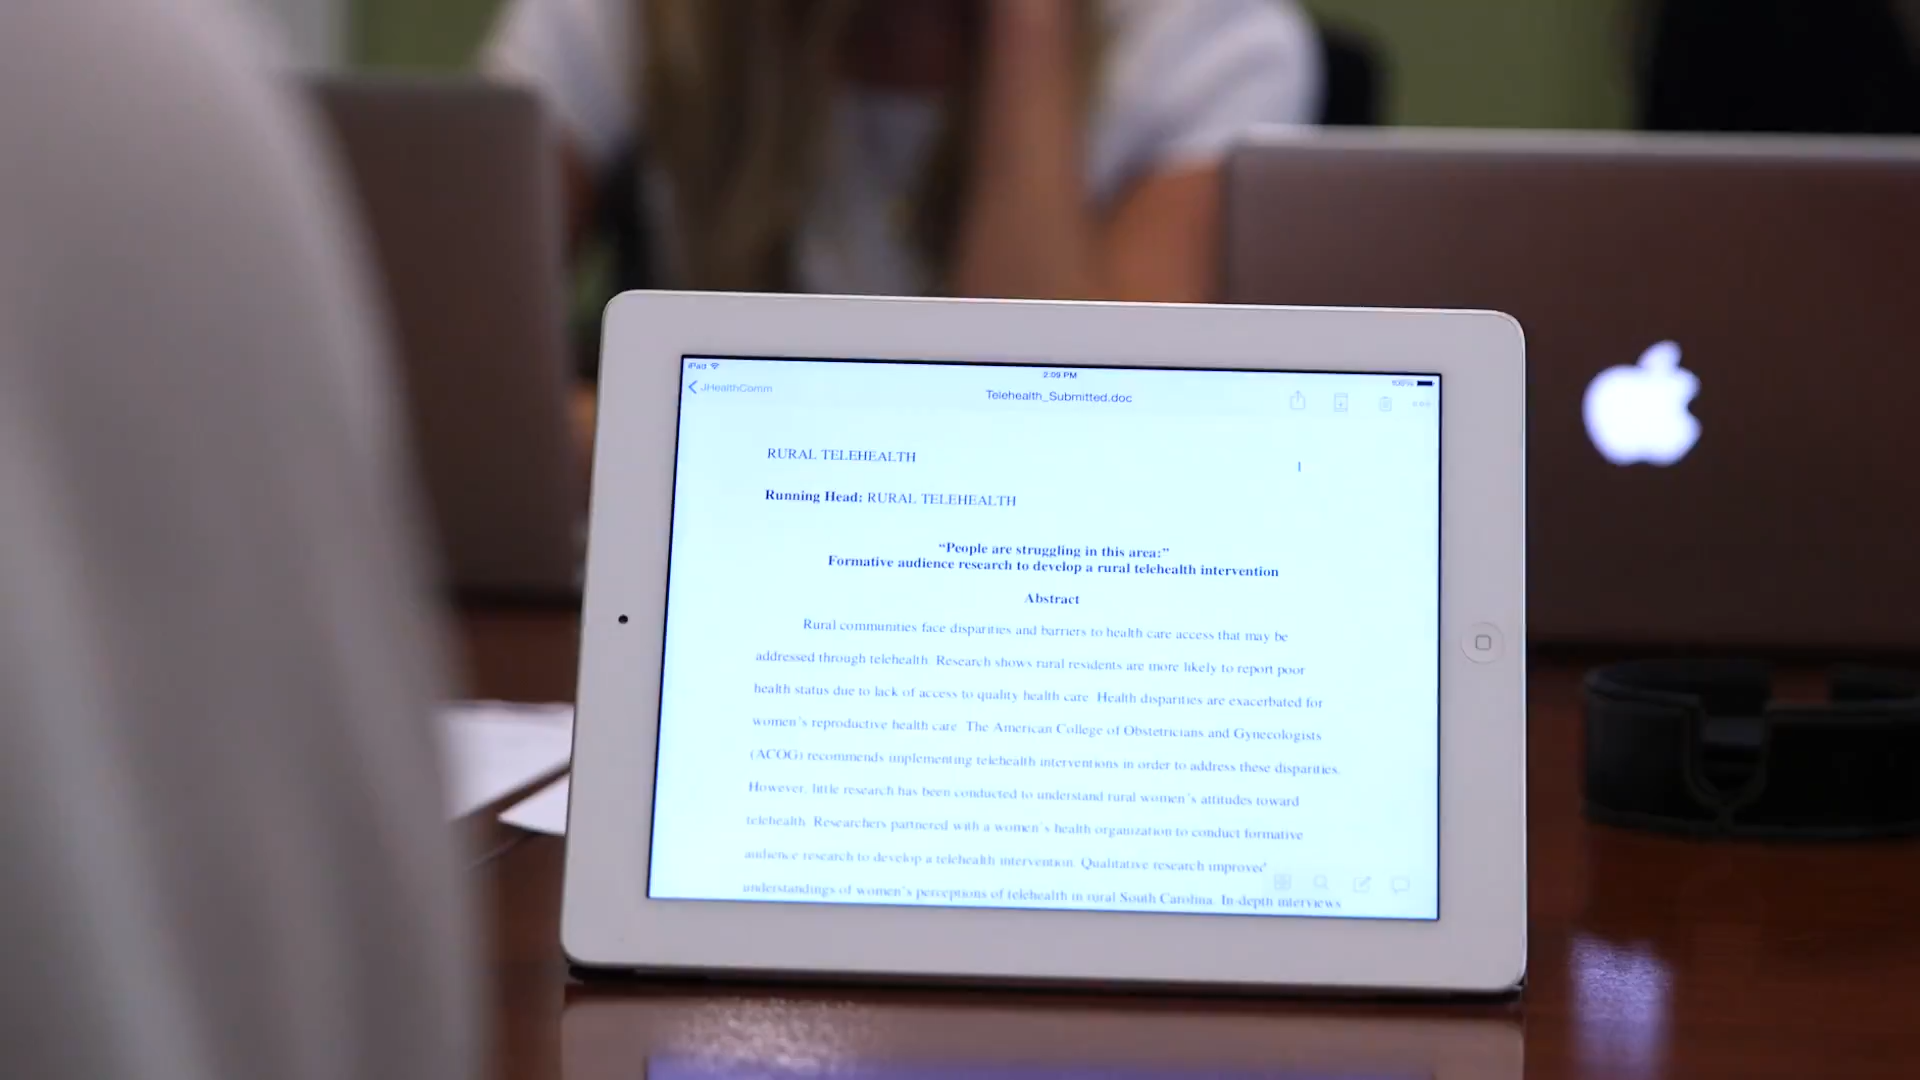 iPad
2:09 PM
100%
JHealthComm
Telehealth_Submitted.doc
RURAL TELEHEALTH
1
Running Head: RURAL TELEHEALTH
“People are struggling in this area:”
Formative audience research to develop a rural telehealth intervention
Abstract
Rural communities face disparities and barriers to health care access that may be
addressed through telehealth. Research shows rural residents are more likely to report poor
health status due to lack of access to quality health care. Health disparities are exacerbated for
women’s reproductive health care. The American College of Obstetricians and Gynecologists
(ACOG) recommends implementing telehealth interventions in order to address these disparities.
However, little research has been conducted to understand rural women’s attitudes toward
telehealth. Researchers partnered with a women’s health organization to conduct formative
audience research to develop a telehealth intervention. Qualitative research improved
understandings of women’s perceptions of telehealth in rural South Carolina. In-depth interviews